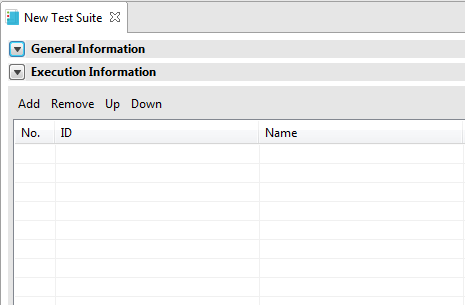 New Test Suite
General Information
Execution Information
Add Remove Up Down
No. ID Name